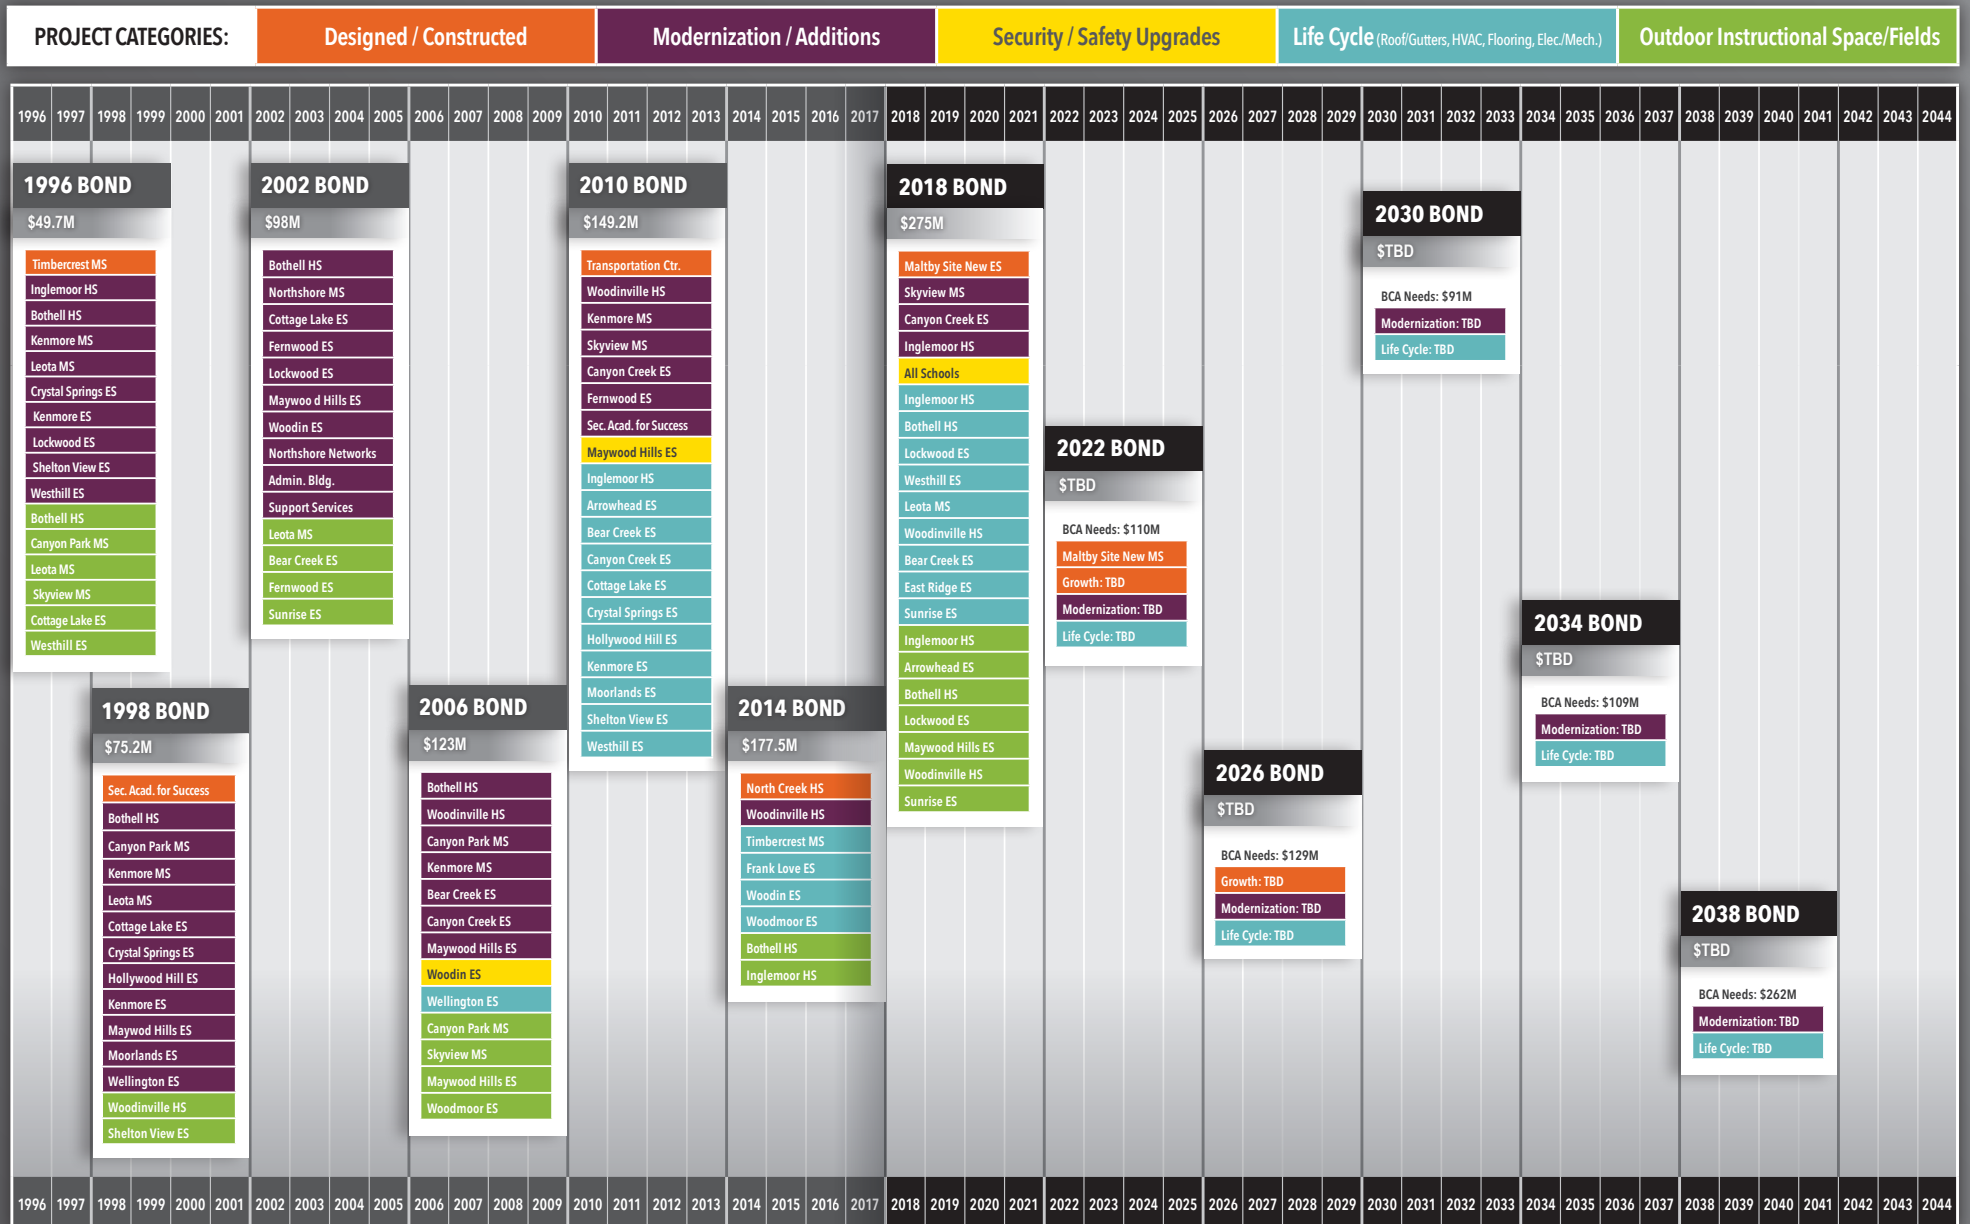 PROJECT CATEGORIES:
Designed / Constructed
Modernization / Additions
Security / Safety Upgrades
Life Cycle (Roof/Gutters, HVAC, Flooring, Elec./Mech.)
Outdoor Instructional Space/Fields
1996 1997 1998 1999 2000 2001 2002 2003 2004 2005 2006 2007 2008 2009 2010 2011 2012 2013 2014 2015 2016 2017 2018 2019 2020 2021 2022 2023 2024 2025 2026 2027 2028 2029 2030 2031 2032 2033 2034 2035 2036 2037 2038 2039 2040 2041 2042 2043 2044
1996 BOND
$49.7M
Timbercrest MS
Inglemoor HS
Bothell HS
Kenmore MS
Leota MS
Crystal Springs ES
Kenmore ES
Lockwood ES
Shelton View ES
Westhill ES
Bothell HS
Canyon Park MS
Leota MS
Skyview MS
Cottage Lake ES
Westhill ES
1998 BOND
$75.2M
Sec. Acad. for Success
Bothell HS
Canyon Park MS
Kenmore MS
Leota MS
Cottage Lake ES
Crystal Springs ES
Hollywood Hill ES
Kenmore ES
Maywod Hills ES
Moorlands ES
Wellington ES
Woodinville HS
Shelton View ES
2002 BOND
$98M
Bothell HS
Northshore MS
Cottage Lake ES
Fernwood ES
Lockwood ES
Maywoo d Hills ES
Woodin ES
Northshore Networks
Admin. Bldg.
Support Services
Leota MS
Bear Creek ES
Fernwood ES
Sunrise ES
2006 BOND
$123M
Bothell HS
Woodinville HS
Canyon Park MS
Kenmore MS
Bear Creek ES
Canyon Creek ES
Maywood Hills ES
Woodin ES
Wellington ES
Canyon Park MS
Skyview MS
Maywood Hills ES
Woodmoor ES
2010 BOND
$149.2M
Transportation Ctr.
Woodinville HS
Kenmore MS
Skyview MS
Canyon Creek ES
Fernwood ES
Sec. Acad. for Success
Maywood Hills ES
Inglemoor HS
Arrowhead ES
Bear Creek ES
Canyon Creek ES
Cottage Lake ES
Crystal Springs ES
Hollywood Hill ES
Kenmore ES
Moorlands ES
Shelton View ES
Westhill ES
2014 BOND
$177.5M
North Creek HS
Woodinville HS
Timbercrest MS
Frank Love ES
Woodin ES
Woodmoor ES
Bothell HS
Inglemoor HS
2018 BOND
$275M
Maltby Site New ES
Skyview MS
Canyon Creek ES
Inglemoor HS
All Schools
Inglemoor HS
Bothell HS
Lockwood ES
Westhill ES
Leota MS
Woodinville HS
Bear Creek ES
East Ridge ES
Sunrise ES
Inglemoor HS
Arrowhead ES
Bothell HS
Lockwood ES
Maywood Hills ES
Woodinville HS
Sunrise ES
2022 BOND
$TBD
BCA Needs: $110M
Maltby Site New MS
Growth: TBD
Modernization: TBD
Life Cycle: TBD
2026 BOND
$TBD
BCA Needs: $129M
Growth: TBD
Modernization: TBD
Life Cycle: TBD
2030 BOND
$TBD
BCA Needs: $91M
Modernization: TBD
Life Cycle: TBD
2034 BOND
$TBD
BCA Needs: $109M
Modernization: TBD
Life Cycle: TBD
2038 BOND
$TBD
BCA Needs: $262M
Modernization: TBD
Life Cycle: TBD
1996 1997 1998 1999 2000 2001 2002 2003 2004 2005 2006 2007 2008 2009 2010 2011 2012 2013 2014 2015 2016 2017 2018 2019 2020 2021 2022 2023 2024 2025 2026 2027 2028 2029 2030 2031 2032 2033 2034 2035 2036 2037 2038 2039 2040 2041 2042 2043 2044